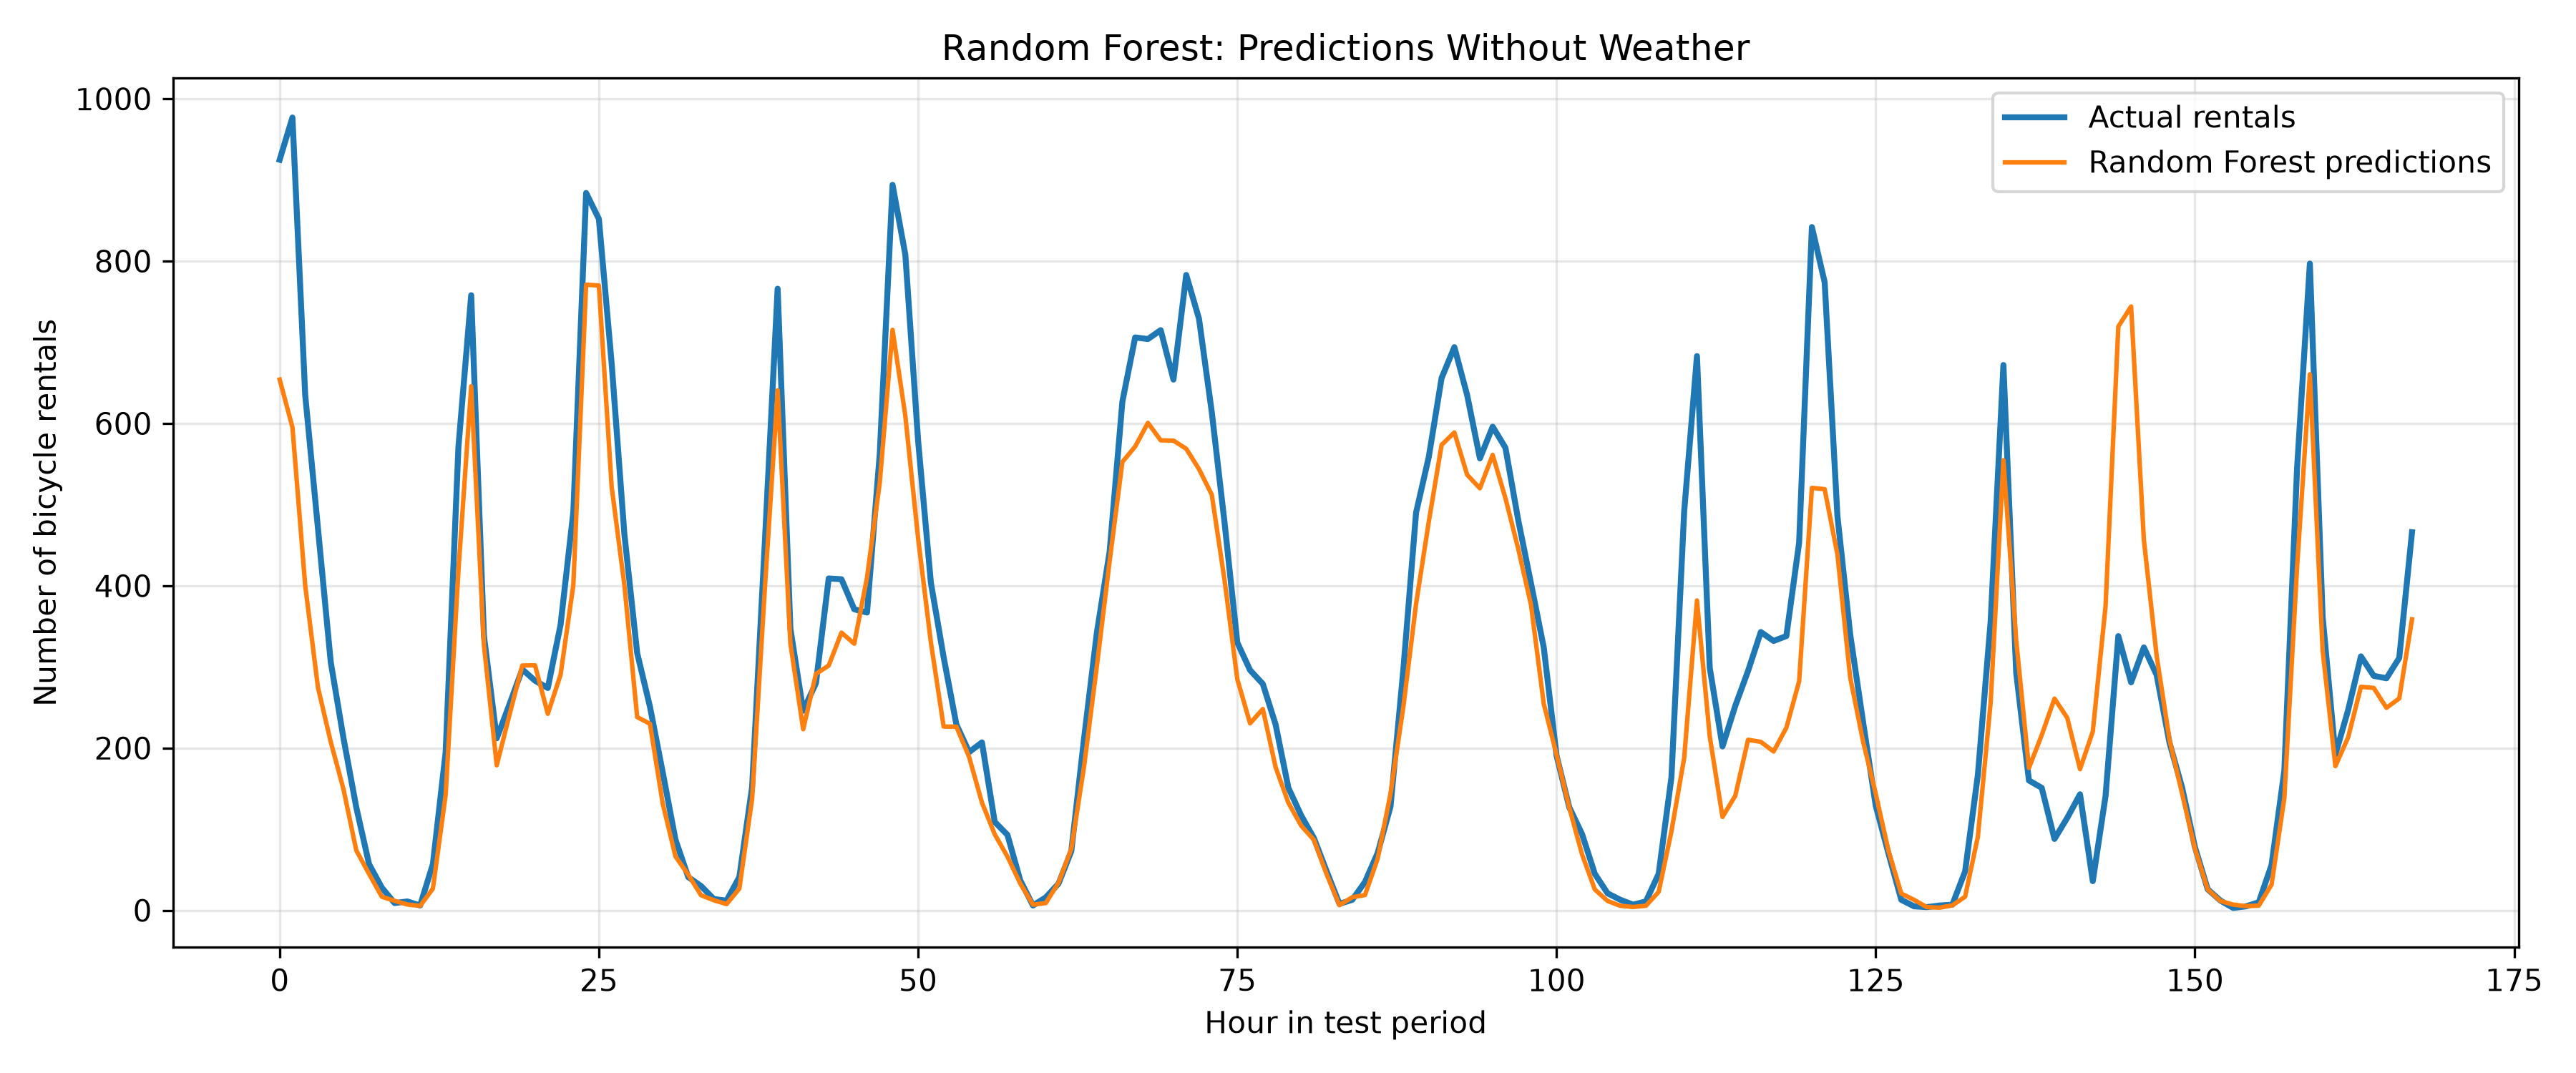 Random Forest: Predictions Without Weather
Actual rentals
Random Forest predictions
Number of bicycle rentals
1000
800
600
400
200
0
0 25 50 75 100 125 150 175
Hour in test period